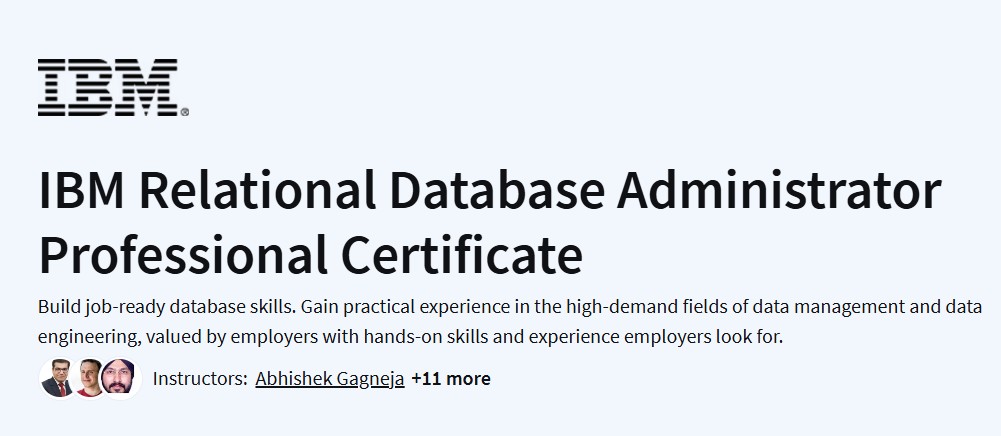 IBM®
IBM Relational Database Administrator
Professional Certificate
Build job-ready database skills. Gain practical experience in the high-demand fields of data management and data
engineering, valued by employers with hands-on skills and experience employers look for.
Instructors: Abhishek Gagneja +11 more